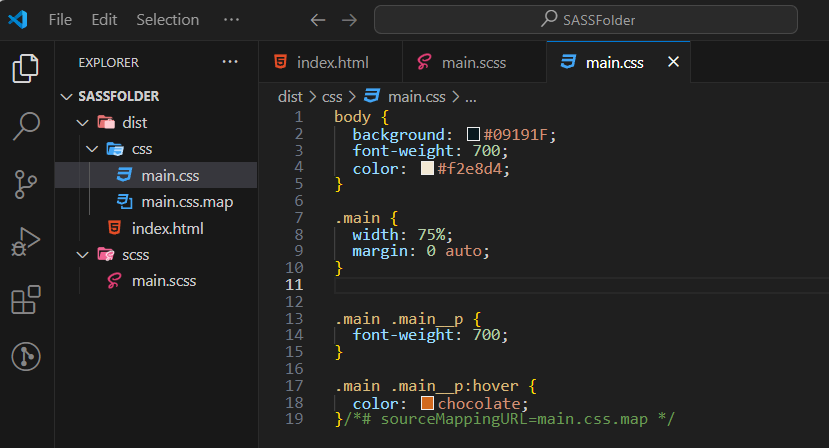 File Edit Selection ... SASSFolder
EXPLORER ...
SASSFOLDER
dist
css
main.css
main.css.map
index.html
scss
main.scss
index.html main.scss main.css
dist > css > main.css > ...
1 body {
2 background: #09191F;
3 font-weight: 700;
4 color: #f2e8d4;
5 }
6
7 .main {
8 width: 75%;
9 margin: 0 auto;
10 }
11
12
13 .main .main__p {
14 font-weight: 700;
15 }
16
17 .main .main__p:hover {
18 color: chocolate;
19 }/*# sourceMappingURL=main.css.map */